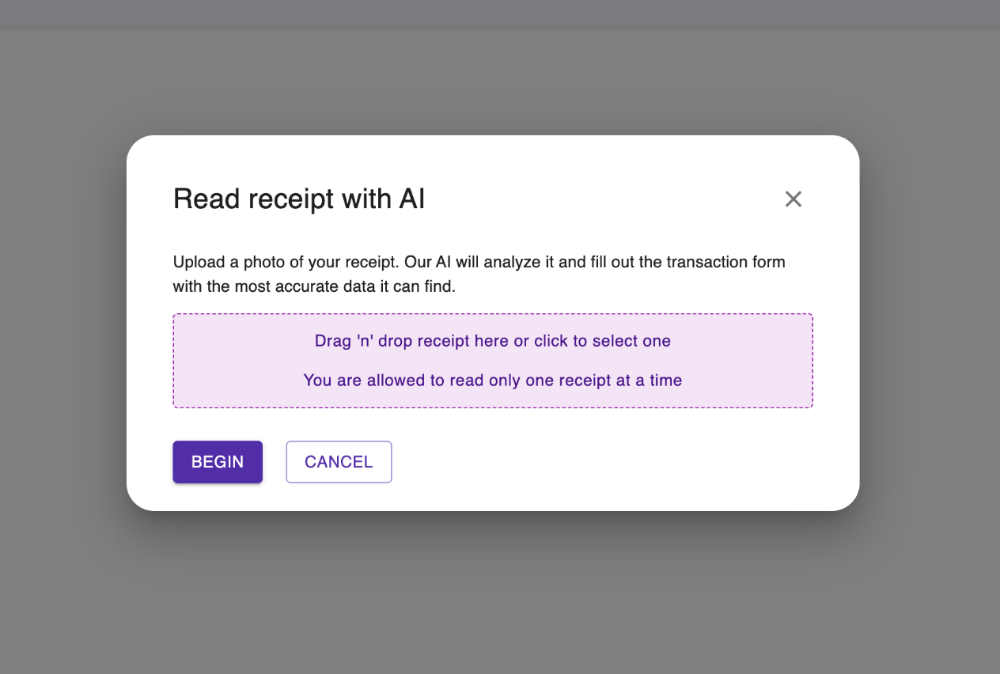 Read receipt with AI
Upload a photo of your receipt. Our AI will analyze it and fill out the transaction form
with the most accurate data it can find.
Drag 'n' drop receipt here or click to select one
You are allowed to read only one receipt at a time
BEGIN
CANCEL